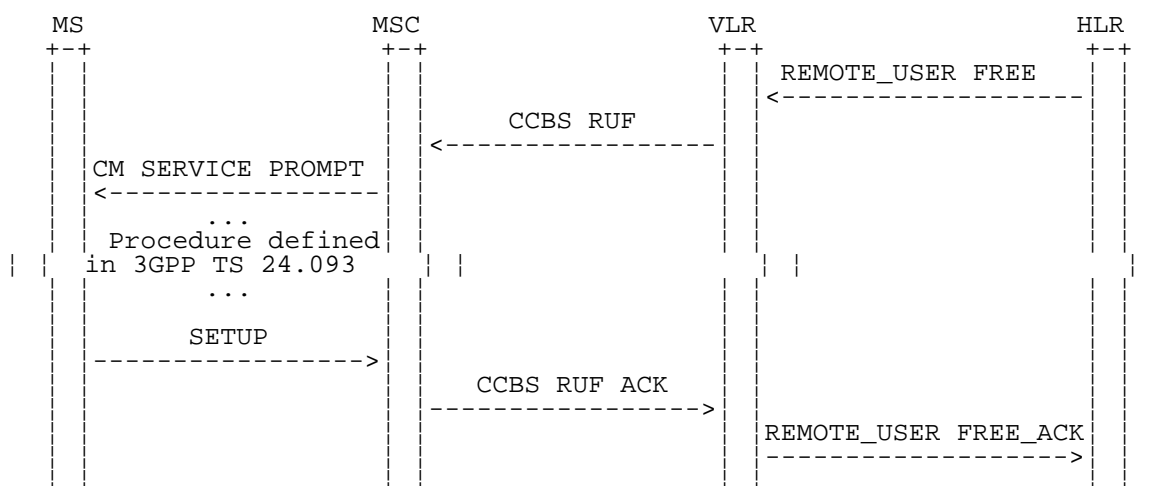 MS MSC VLR HLR
REMOTE_USER FREE
CCBS RUF
CM SERVICE PROMPT
...
Procedure defined
in 3GPP TS 24.093
...
SETUP
CCBS RUF ACK
REMOTE_USER FREE_ACK